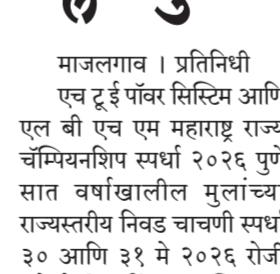 माजलगाव । प्रतिनिधी
एच टू ई पॉवर सिस्टिम आणि
एल बी एच एम महाराष्ट्र राज्य
चॅम्पियनशिप स्पर्धा २०२६ पुणे
सात वर्षाखालील मुलांच्या
राज्यस्तरीय निवड चाचणी स्पर्धा
३० आणि ३१ मे २०२६ रोजी